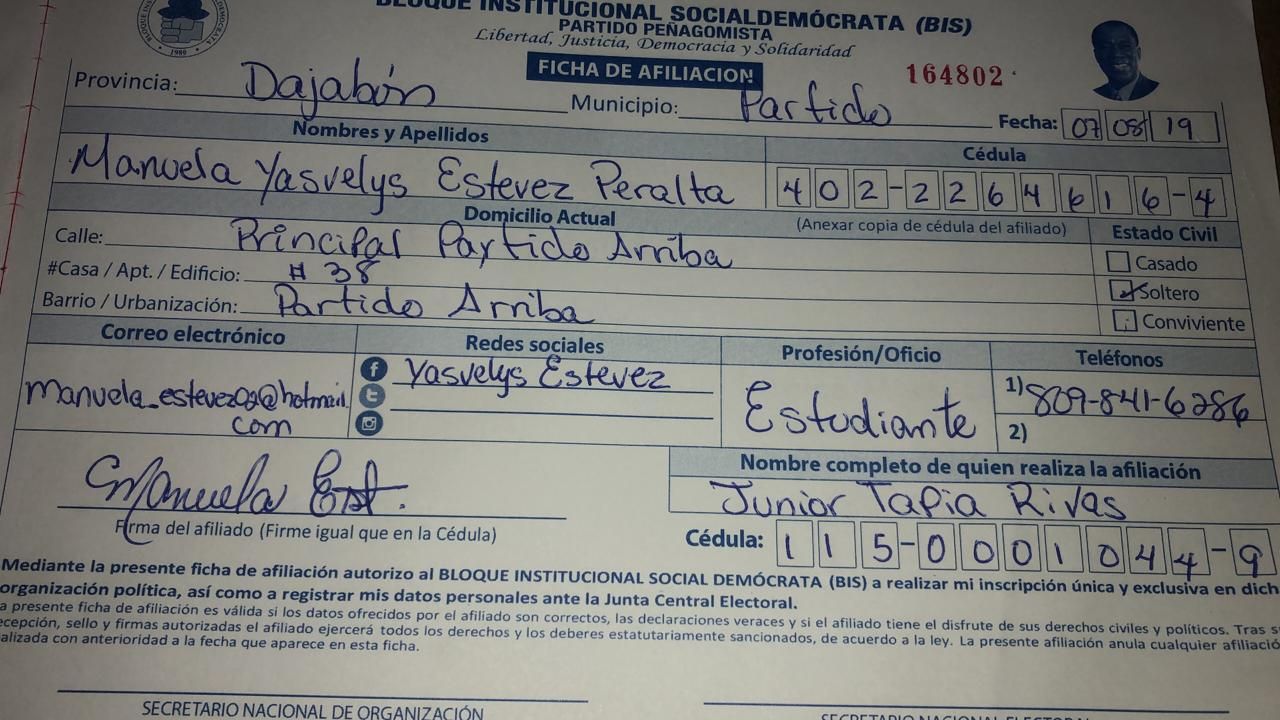 BLOQUE INSTITUCIONAL SOCIALDEMÓCRATA (BIS)
PARTIDO PEÑAGOMISTA
Libertad, Justicia, Democracia y Solidaridad
FICHA DE AFILIACION
164802
Provincia: Dajabón Municipio: Partido Fecha: 07 08 19
Nombres y Apellidos Cédula
Manuela Yasvelys Estevez Peralta 402-2264616-4
Domicilio Actual (Anexar copia de cédula del afiliado) Estado Civil
Calle: Principal Partido Arriba Casado
#Casa / Apt. / Edificio: # 38 Soltero
Barrio / Urbanización: Partido Arriba Conviviente
Correo electrónico Redes sociales Profesión/Oficio Teléfonos
manuela_estevez02@hotmail. Yasvelys Estevez Estudiante 1) 809-841-6286
com 2)
Nombre completo de quien realiza la afiliación
Manuela Est. Junior Tapia Rivas
Firma del afiliado (Firme igual que en la Cédula) Cédula: 115-0001044-9
Mediante la presente ficha de afiliación autorizo al BLOQUE INSTITUCIONAL SOCIAL DEMÓCRATA (BIS) a realizar mi inscripción única y exclusiva en dich
organización política, así como a registrar mis datos personales ante la Junta Central Electoral.
a presente ficha de afiliación es válida si los datos ofrecidos por el afiliado son correctos, las declaraciones veraces y si el afiliado tiene el disfrute de sus derechos civiles y políticos. Tras s
ecepción, sello y firmas autorizadas el afiliado ejercerá todos los derechos y los deberes estatutariamente sancionados, de acuerdo a la ley. La presente afiliación anula cualquier afiliació
alizada con anterioridad a la fecha que aparece en esta ficha.
SECRETARIO NACIONAL DE ORGANIZACIÓN SECRETARIO NACIONAL ELECTORAL